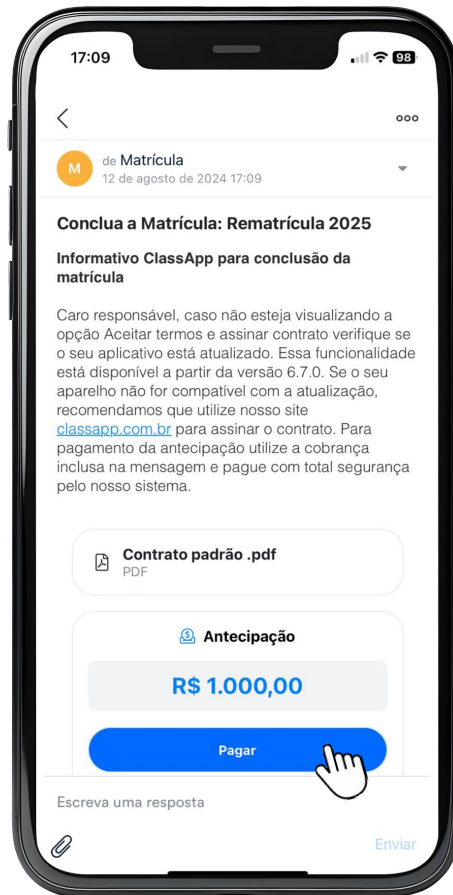 17:09
98
M
de Matrícula
12 de agosto de 2024 17:09
Conclua a Matrícula: Rematrícula 2025
Informativo ClassApp para conclusão da
matrícula
Caro responsável, caso não esteja visualizando a
opção Aceitar termos e assinar contrato verifique se
o seu aplicativo está atualizado. Essa funcionalidade
está disponível a partir da versão 6.7.0. Se o seu
aparelho não for compatível com a atualização,
recomendamos que utilize nosso site
classapp.com.br para assinar o contrato. Para
pagamento da antecipação utilize a cobrança
inclusa na mensagem e pague com total segurança
pelo nosso sistema.
Contrato padrão .pdf
PDF
Antecipação
R$ 1.000,00
Pagar
Escreva uma resposta
Enviar